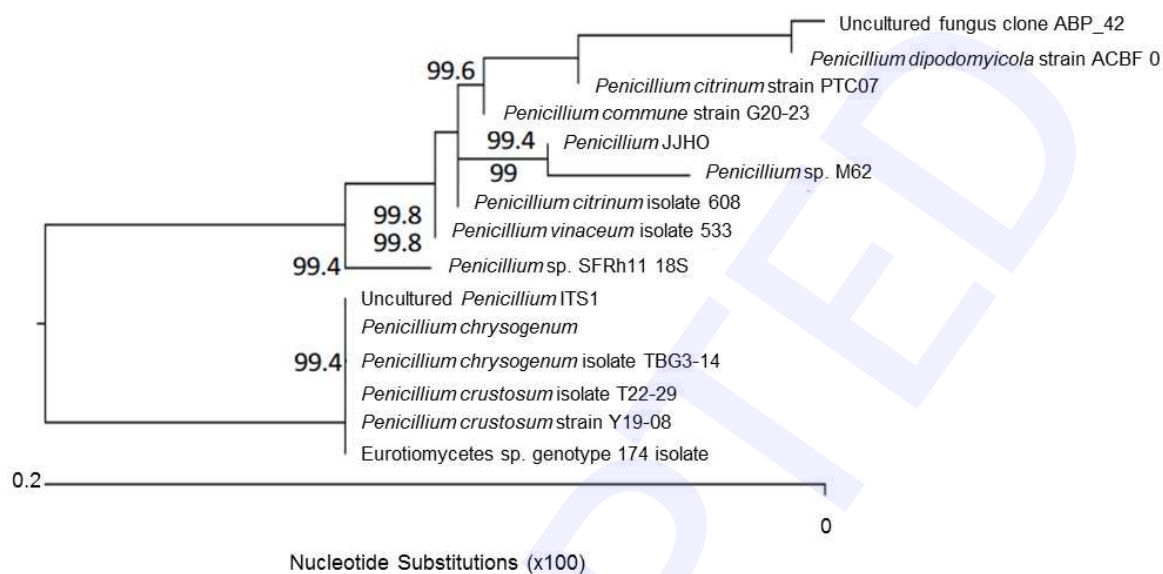 Uncultured fungus clone ABP_42
Penicillium dipodomyicola strain ACBF 0
99.6
Penicillium citrinum strain PTC07
Penicillium commune strain G20-23
99.4
Penicillium JJHO
99
Penicillium sp. M62
Penicillium citrinum isolate 608
99.8
Penicillium vinaceum isolate 533
99.8
99.4
Penicillium sp. SFRh11 18S
Uncultured Penicillium ITS1
Penicillium chrysogenum
99.4
Penicillium chrysogenum isolate TBG3-14
Penicillium crustosum isolate T22-29
Penicillium crustosum strain Y19-08
Eurotiomycetes sp. genotype 174 isolate
0.2
0
Nucleotide Substitutions (x100)
PTED